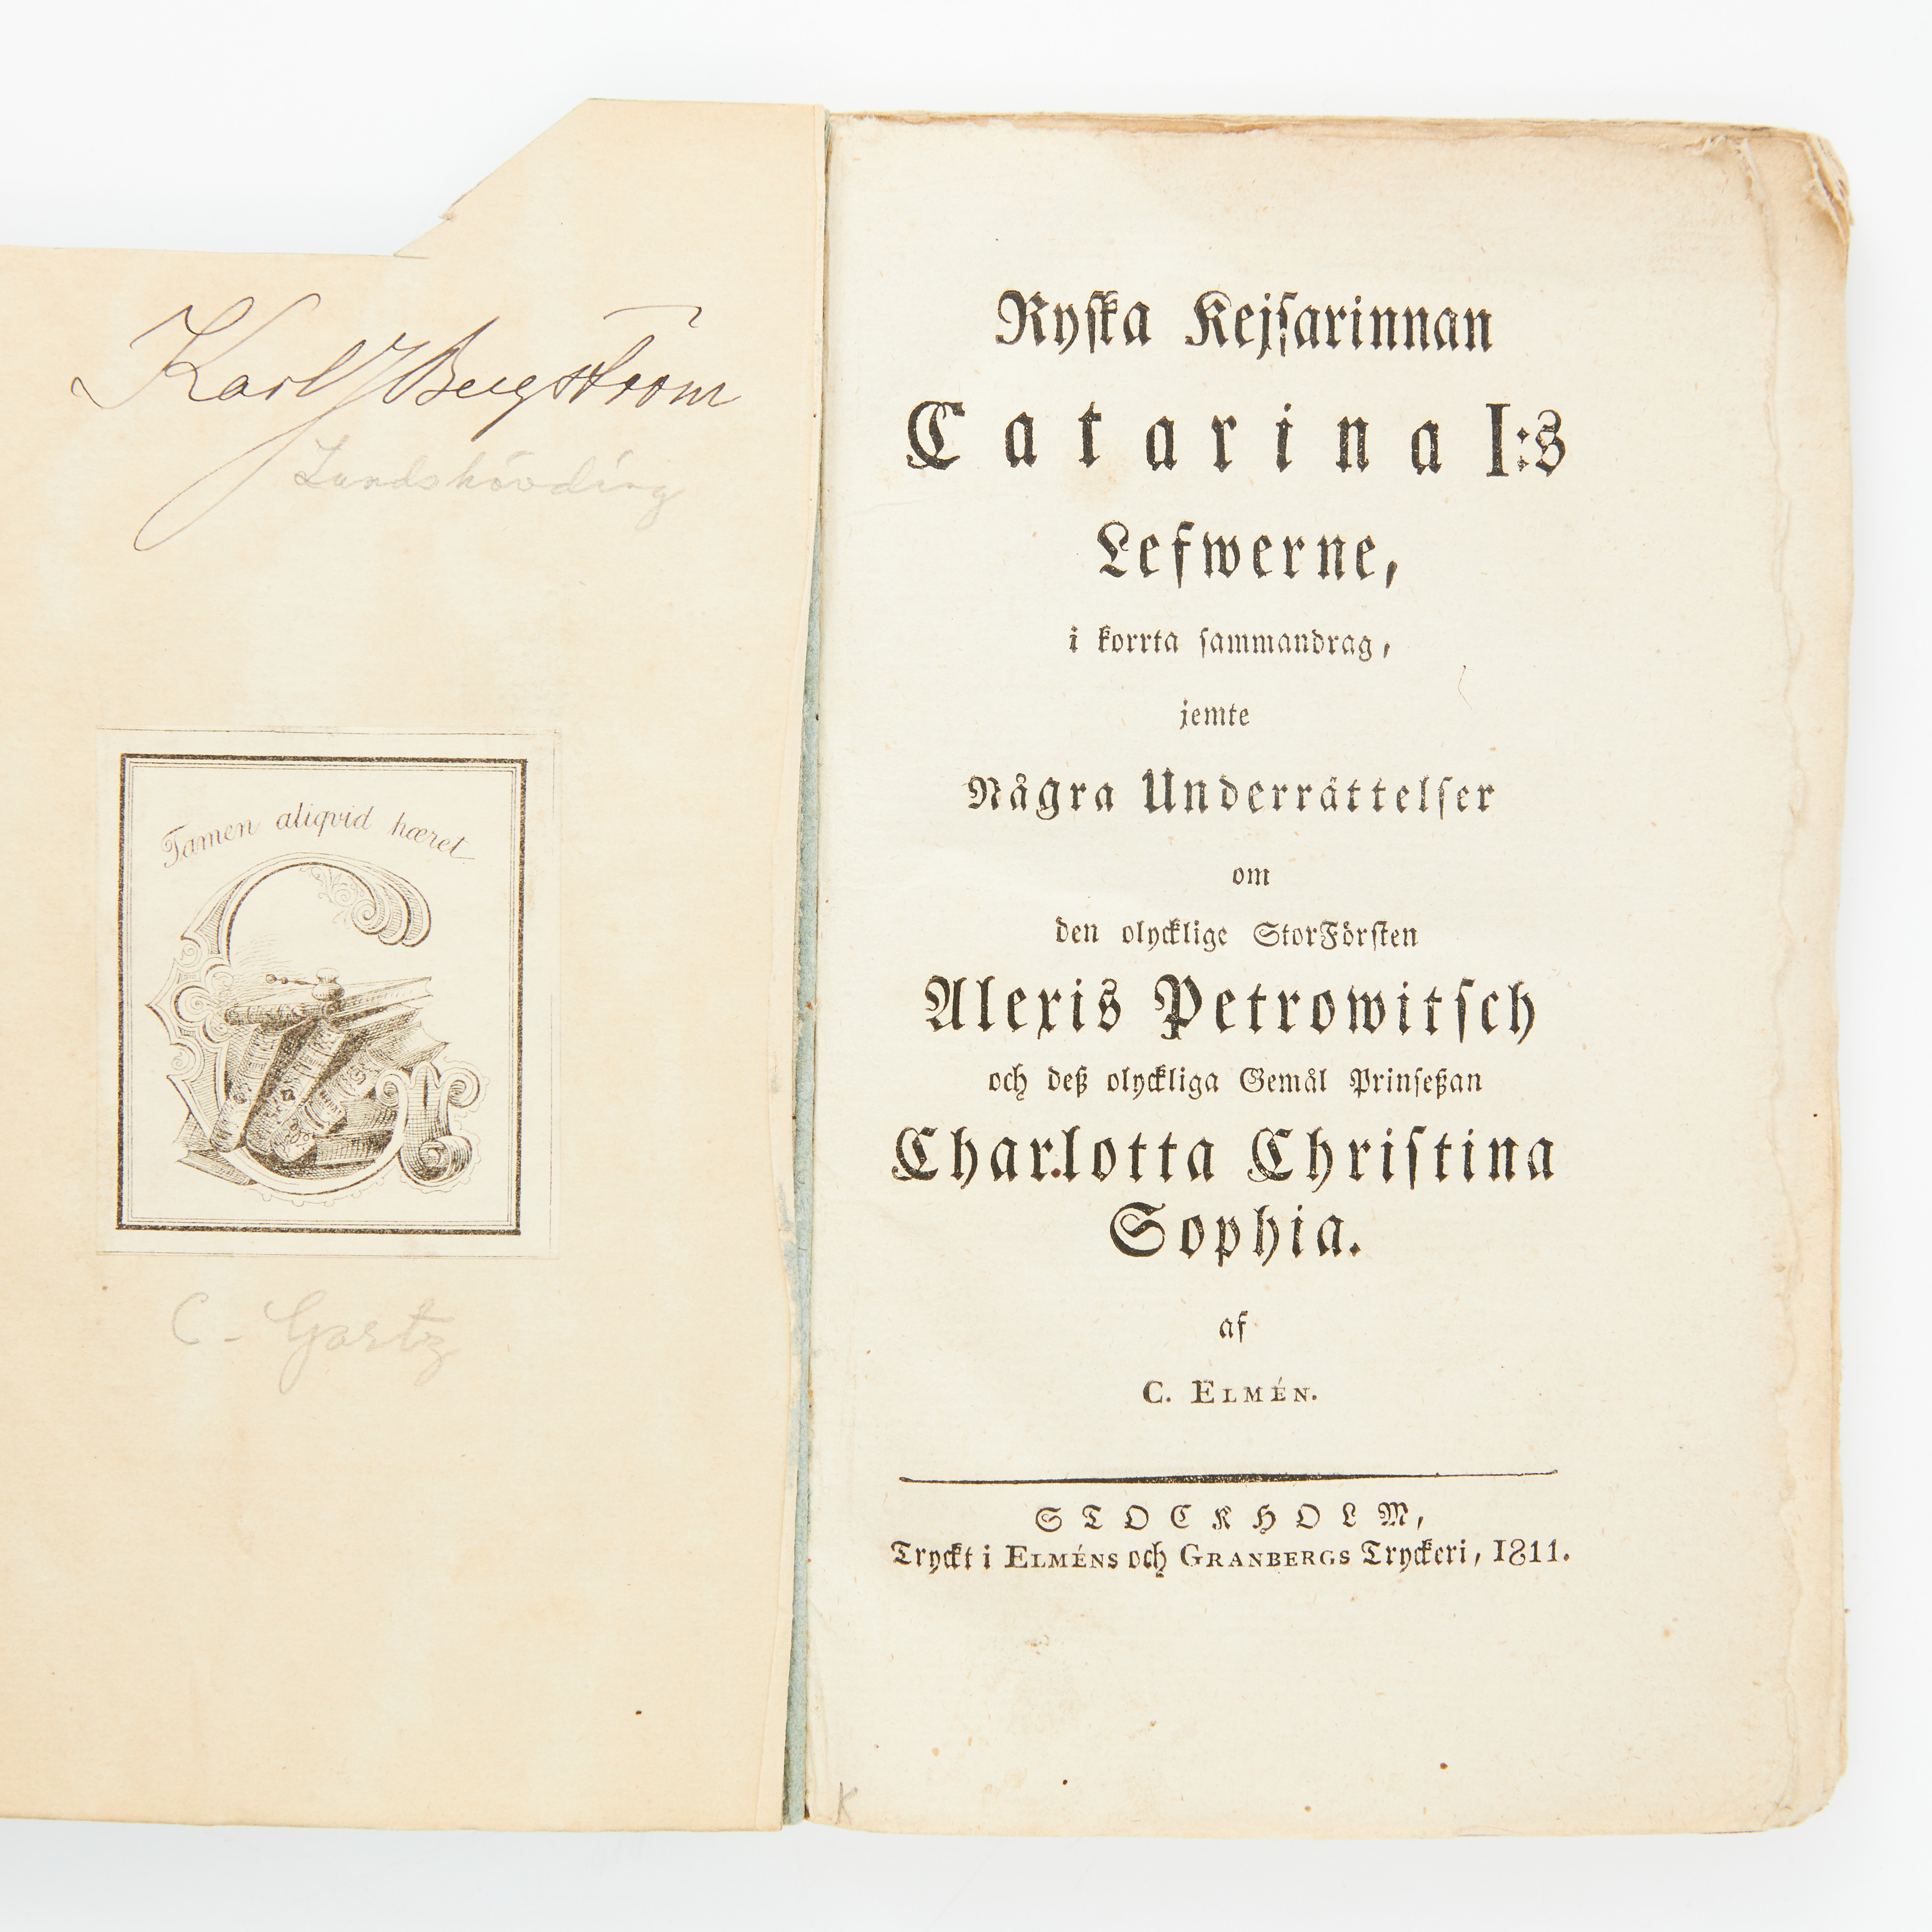 Karl J Bergström
Landshövding
Tamen aliqvid hæret
C - Gartz
Ryſka Kejſarinnan
Catarina I:s
Lefwerne,
i korrta ſammandrag,
jemte
Några Underrättelſer
om
den olycklige StorFörſten
Alexis Petrowitſch
och deß olyckliga Gemål Prinſeßan
Charlotta Chriſtina
Sophia.
af
C. ELMÉN.
STOCKHOLM,
Tryckt i ELMÉNS och GRANBERGS Tryckeri, 1811.
K